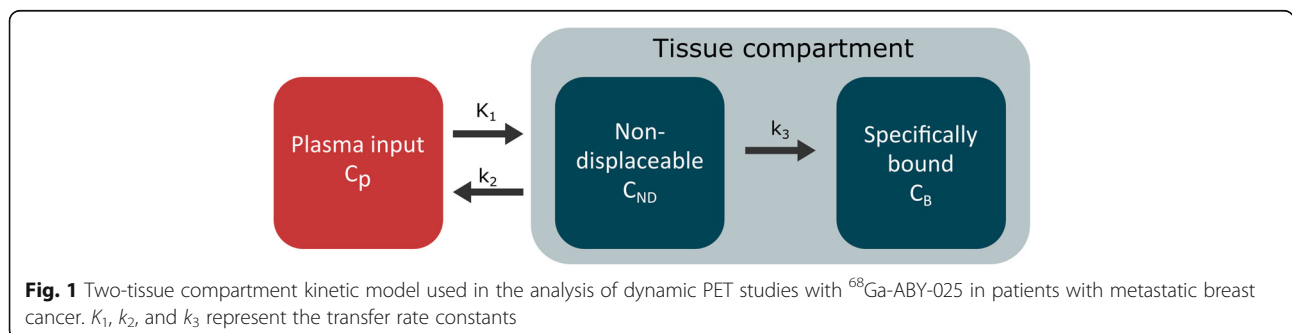 Tissue compartment
Plasma input
Cp
K₁
k₂
Non-
displaceable
C_ND
k₃
Specifically
bound
C_B
Fig. 1 Two-tissue compartment kinetic model used in the analysis of dynamic PET studies with ⁶⁸Ga-ABY-025 in patients with metastatic breast
cancer. K₁, k₂, and k₃ represent the transfer rate constants